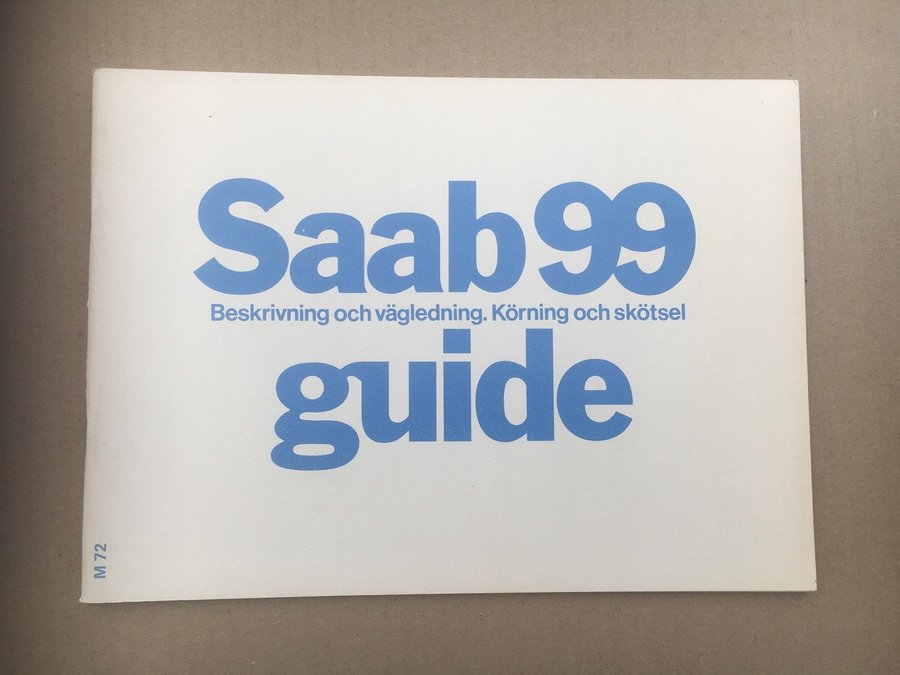 Saab 99
Beskrivning och vägledning. Körning och skötsel
guide
M 72